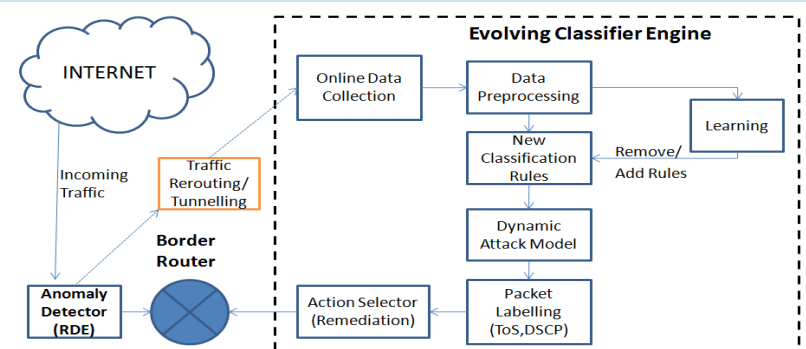 Evolving Classifier Engine
INTERNET
Online Data
Collection
Data
Preprocessing
Learning
New
Classification
Rules
Remove/
Add Rules
Incoming
Traffic
Traffic
Rerouting/
Tunnelling
Dynamic
Attack Model
Border
Router
Anomaly
Detector
(RDE)
Action Selector
(Remediation)
Packet
Labelling
(ToS,DSCP)